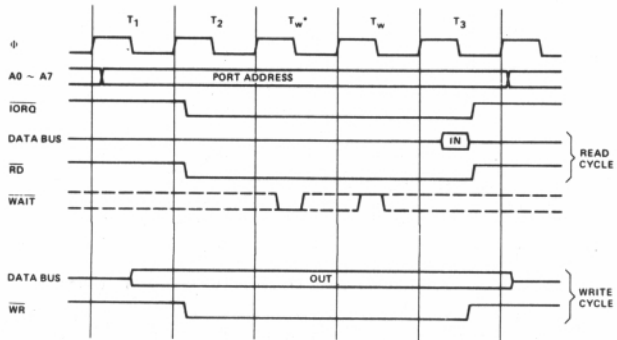 T1 T2 Tw* Tw T3
Φ
A0 ~ A7 PORT ADDRESS
IORQ
DATA BUS IN
RD
READ
CYCLE
WAIT
DATA BUS OUT
WR
WRITE
CYCLE